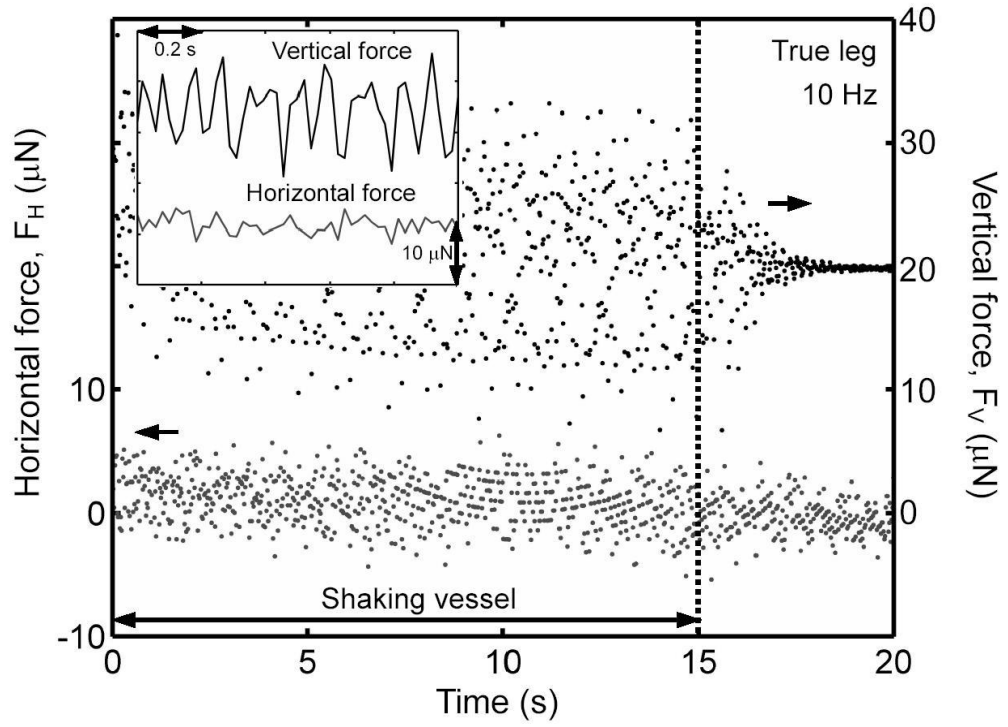 40
0.2 s
Vertical force
True leg
10 Hz
30
Horizontal force
10 μN
20
Horizontal force, F_H (μN)
Vertical force, F_V (μN)
10
10
0
0
Shaking vessel
-10
0
5
10
15
20
Time (s)